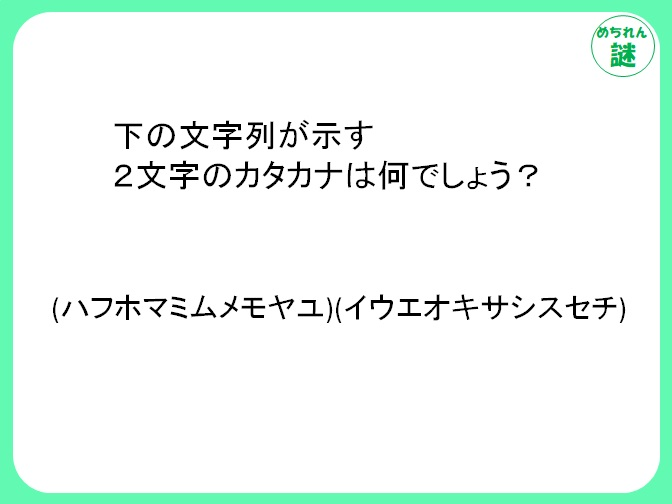 めちれん
謎
下の文字列が示す
２文字のカタカナは何でしょう？
(ハフホマミムメモヤユ)(イウエオキサシスセチ)